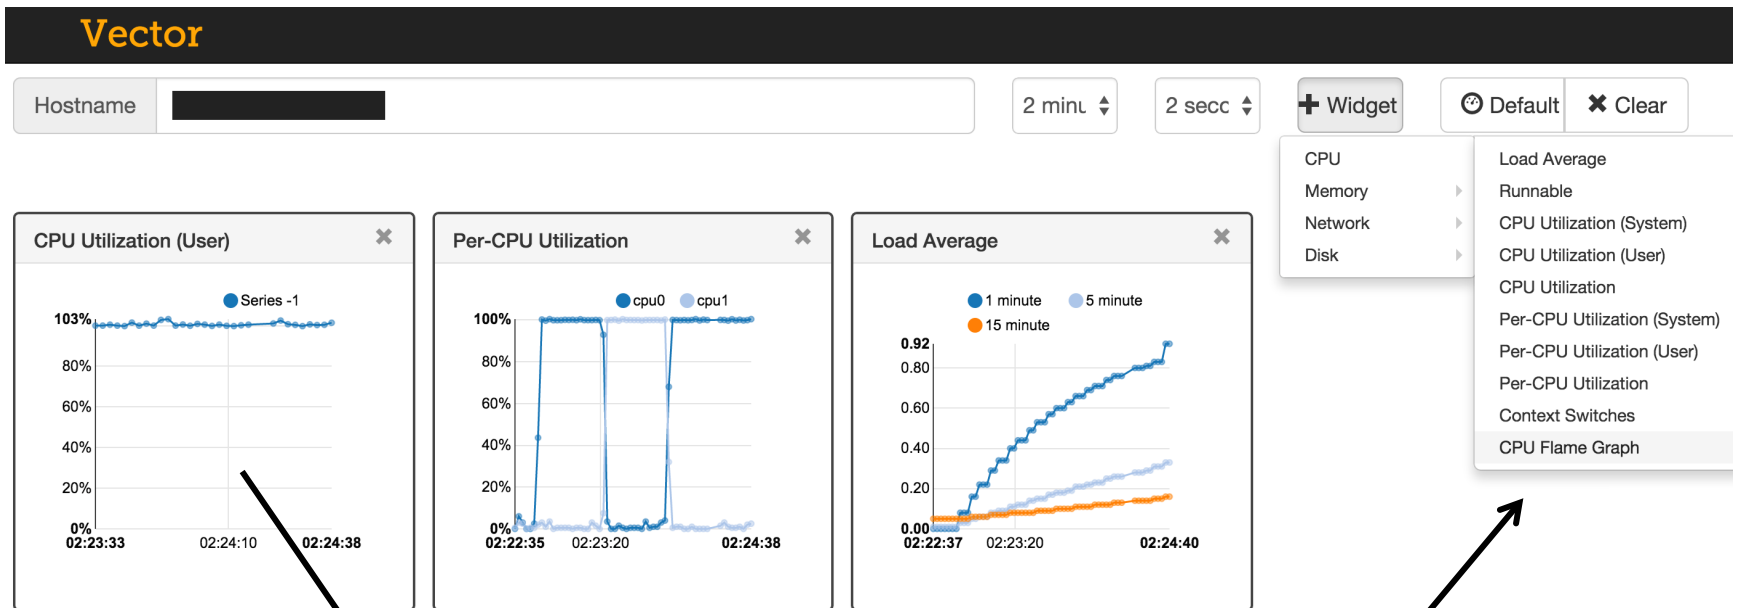 Vector
Hostname
2 minu
2 secc
Widget
Default
Clear
CPU
Memory
Network
Disk
Load Average
Runnable
CPU Utilization (System)
CPU Utilization (User)
CPU Utilization
Per-CPU Utilization (System)
Per-CPU Utilization (User)
Per-CPU Utilization
Context Switches
CPU Flame Graph
CPU Utilization (User)
Series -1
103%
80%
60%
40%
20%
0%
02:23:33 02:24:10 02:24:38
Per-CPU Utilization
cpu0 cpu1
100%
80%
60%
40%
20%
0%
02:22:35 02:23:20 02:24:38
Load Average
1 minute 5 minute
15 minute
0.92
0.80
0.60
0.40
0.20
0.00
02:22:37 02:23:20 02:24:40